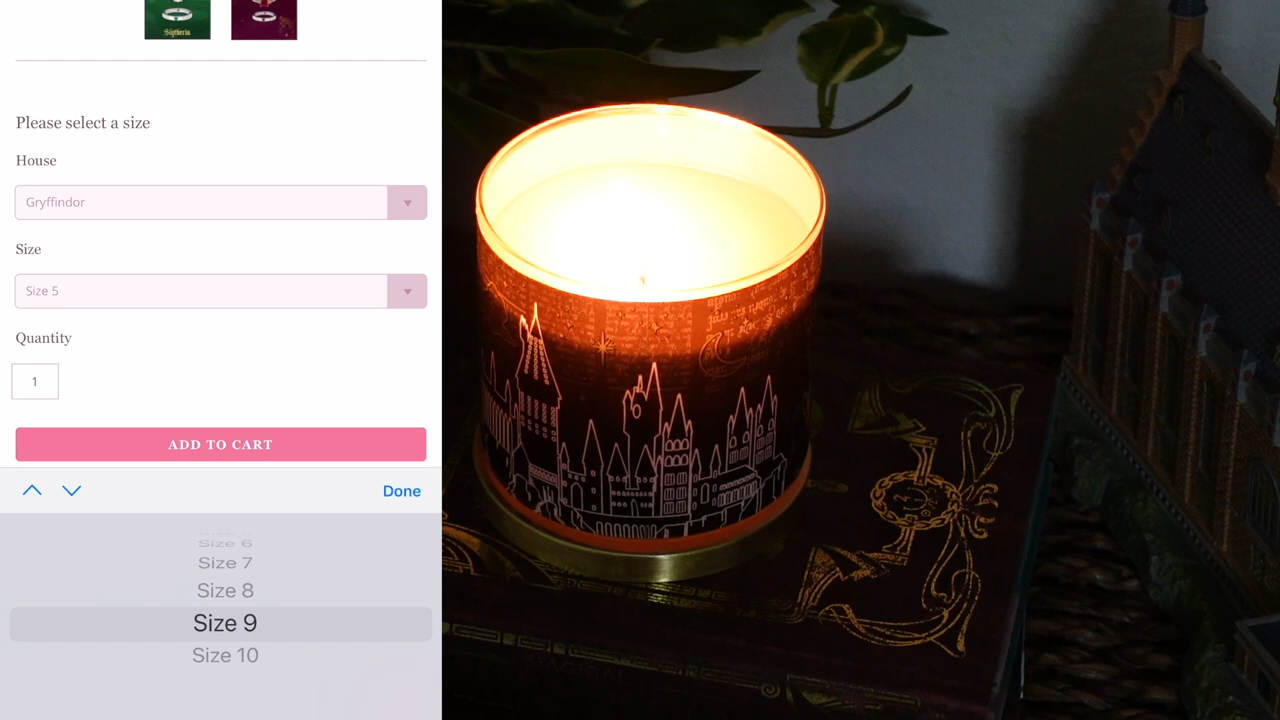 Slytherin
Please select a size
House
Gryffindor
Size
Size 5
Quantity
1
ADD TO CART
Done
Size 6
Size 7
Size 8
Size 9
Size 10